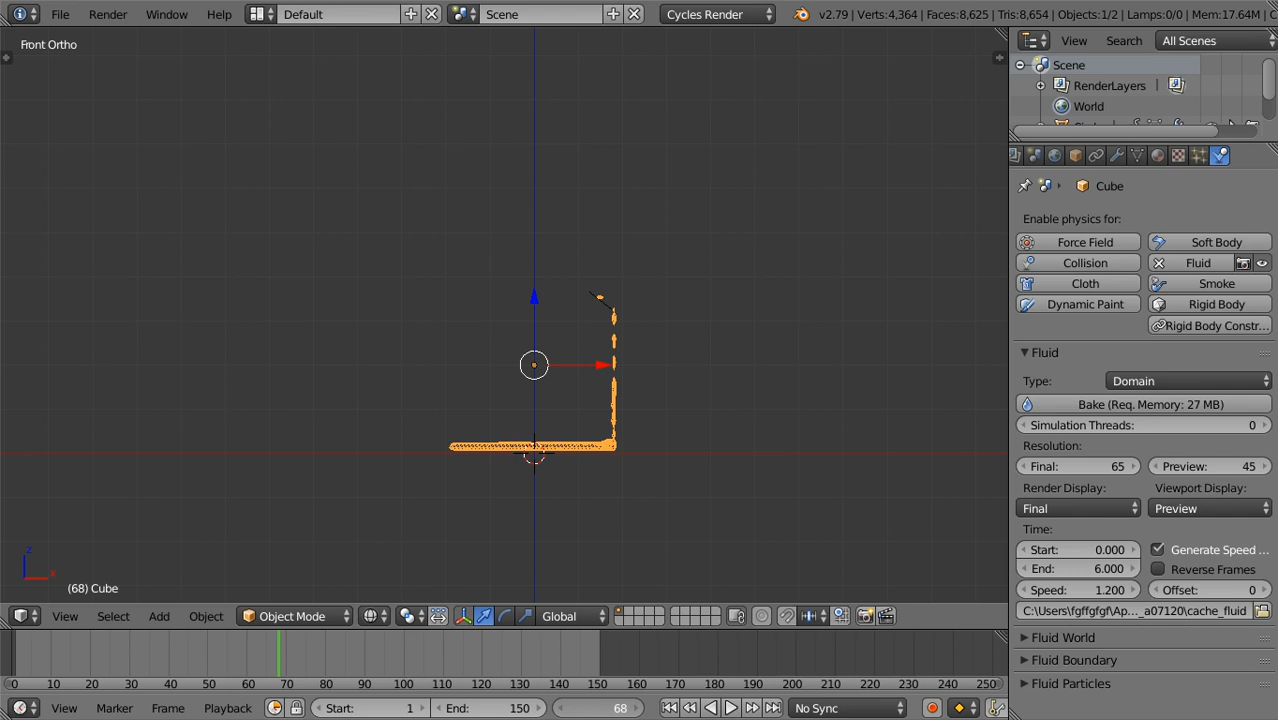 File Render Window Help Default Scene Cycles Render v2.79 | Verts:4,364 | Faces:8,625 | Tris:8,654 | Objects:1/2 | Lamps:0/0 | Mem:17.64M | C
Front Ortho
View Search All Scenes
Scene
RenderLayers
World
Cube
Enable physics for:
Force Field Soft Body
Collision Fluid
Cloth Smoke
Dynamic Paint Rigid Body
Rigid Body Constr...
Fluid
Type: Domain
Bake (Req. Memory: 27 MB)
Simulation Threads: 0
Resolution:
Final: 65 Preview: 45
Render Display: Viewport Display:
Final Preview
Time:
Start: 0.000 Generate Speed ...
End: 6.000 Reverse Frames
Speed: 1.200 Offset: 0
C:\Users\fgffgfgf\Ap..._a07120\cache_fluid
Fluid World
Fluid Boundary
Fluid Particles
z
x
(68) Cube
View Select Add Object Object Mode Global
0 10 20 30 40 50 60 70 80 90 100 110 120 130 140 150 160 170 180 190 200 210 220 230 240 250
View Marker Frame Playback Start: 1 End: 150 68 No Sync